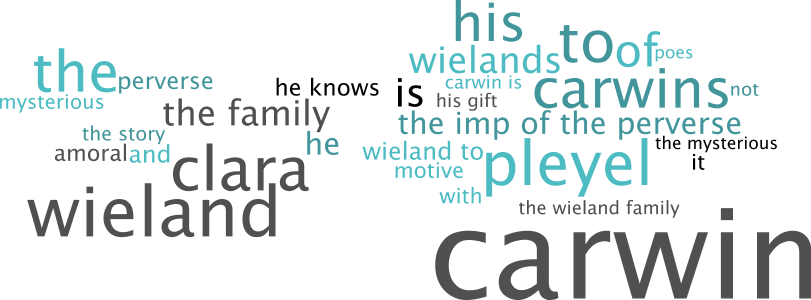 his
to of poes
wielands
the perverse
he knows
carwin is
is his gift carwins not
mysterious
the family
the imp of the perverse
the story
amoral and he
wieland to
the mysterious
clara
motive
pleyel it
with
wieland
the wieland family
carwin